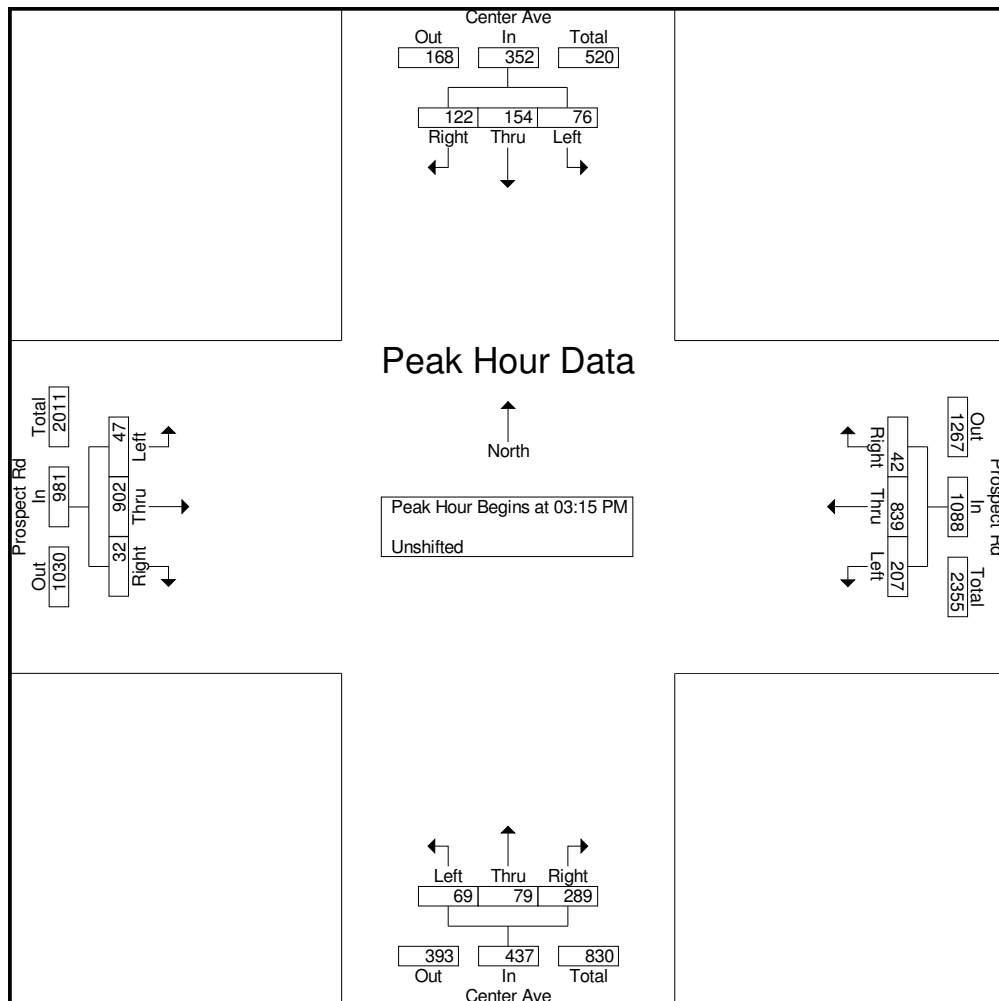 Center Ave
Out In Total
168 352 520
122 154 76
Right Thru Left
Peak Hour Data
North
Peak Hour Begins at 03:15 PM
Unshifted
Prospect Rd
Out In Total
1030 981 2011
32 902 47
Right Thru Left
Prospect Rd
Out In Total
1267 1088 2355
42 839 207
Right Thru Left
Left Thru Right
69 79 289
393 437 830
Out In Total
Center Ave